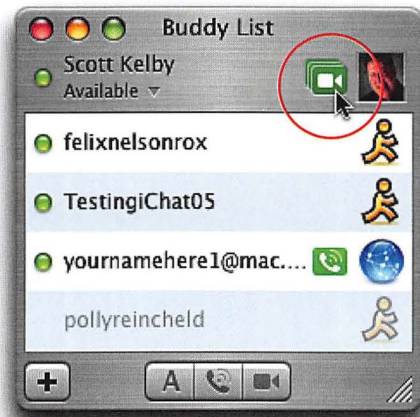 Buddy List
Scott Kelby
Available
felixnelsonrox
TestingiChat05
yournamehere1@mac....
pollyreincheld
A